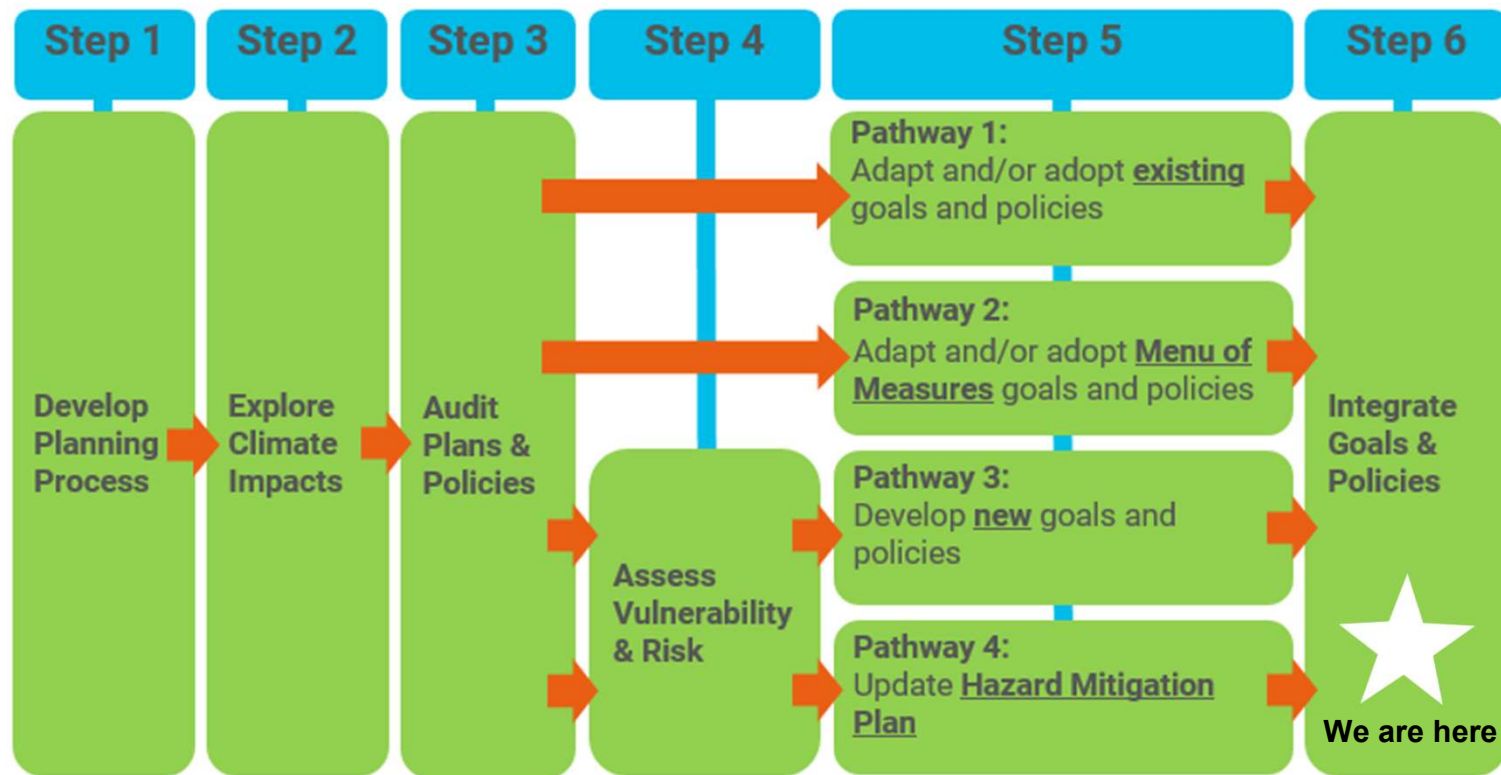 Step 1
Step 2
Step 3
Step 4
Step 5
Step 6
Develop
Planning
Process
Explore
Climate
Impacts
Audit
Plans &
Policies
Assess
Vulnerability
& Risk
Pathway 1:
Adapt and/or adopt existing
goals and policies
Pathway 2:
Adapt and/or adopt Menu of
Measures goals and policies
Pathway 3:
Develop new goals and
policies
Pathway 4:
Update Hazard Mitigation
Plan
Integrate
Goals &
Policies
We are here